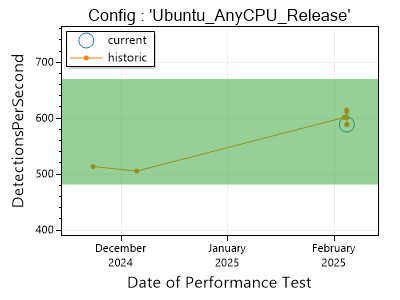 Config : 'Ubuntu_AnyCPU_Release'
current
historic
DetectionsPerSecond
700
600
500
400
December
2024
January
2025
February
2025
Date of Performance Test